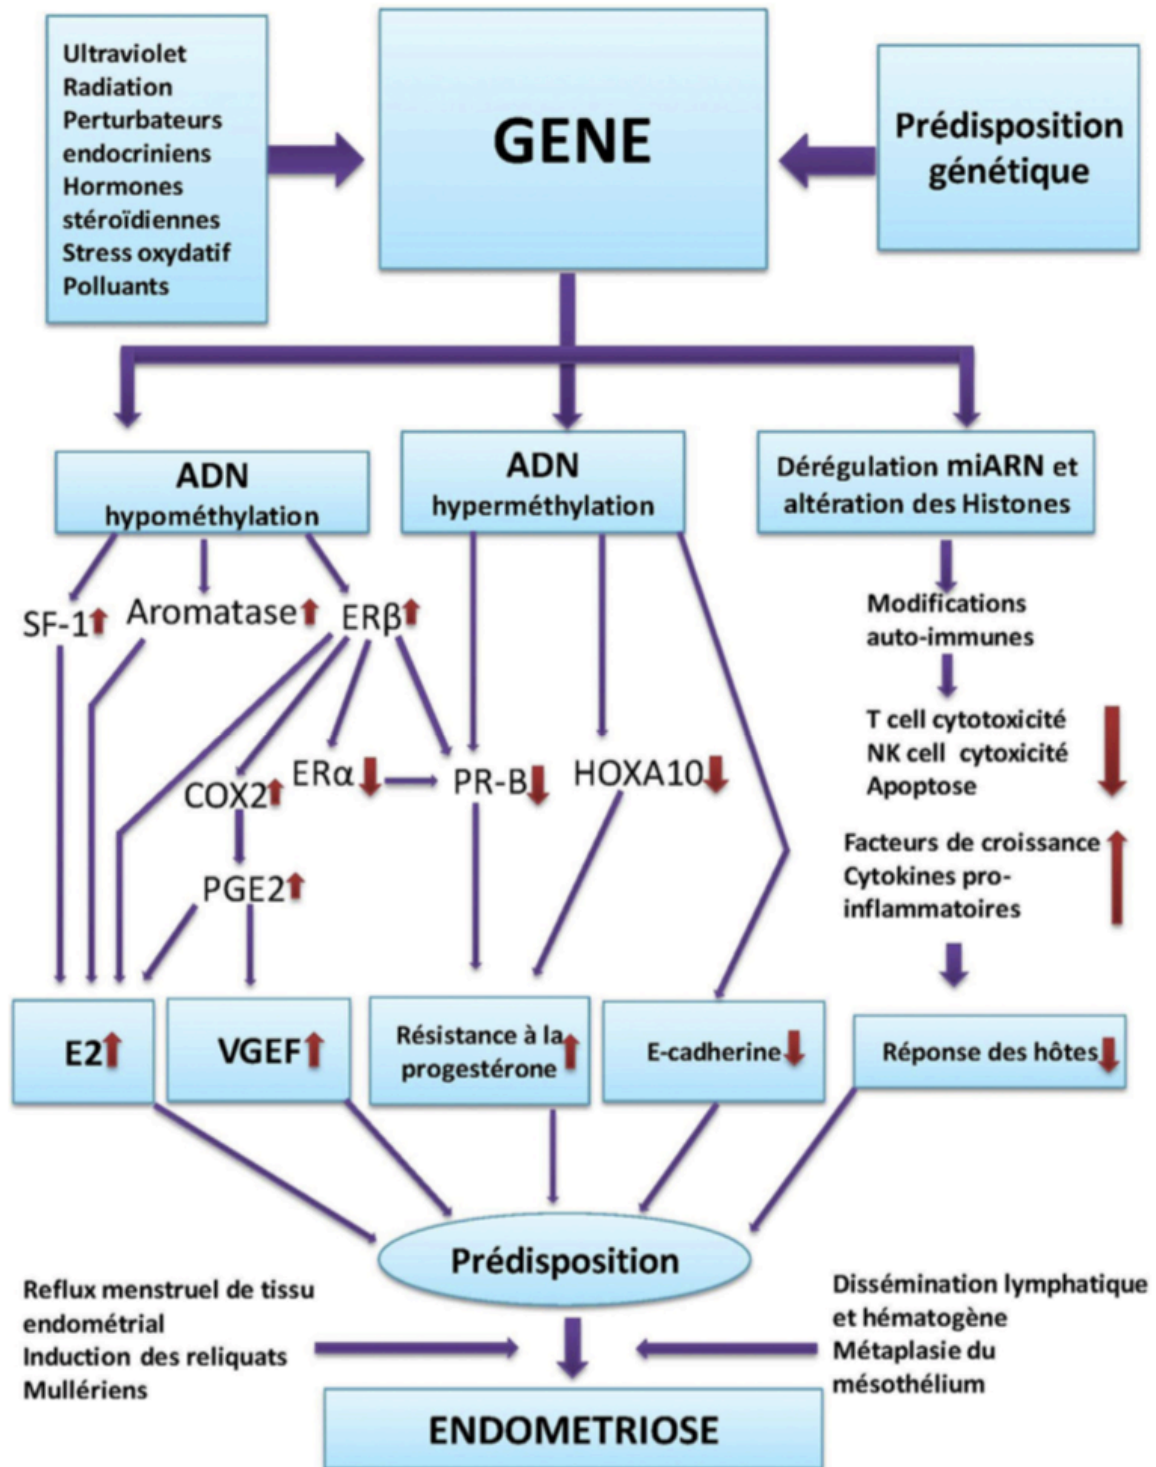 Ultraviolet
Radiation
Perturbateurs
endocriniens
Hormones
stéroïdiennes
Stress oxydatif
Polluants
GENE
Prédisposition
génétique
ADN
hypométhylation
ADN
hyperméthylation
Dérégulation miARN et
altération des Histones
SF-1
Aromatase
ERβ
Modifications
auto-immunes
T cell cytotoxicité
NK cell cytoxicité
Apoptose
COX2
ERα
PR-B
HOXA10
PGE2
Facteurs de croissance
Cytokines pro-
inflammatoires
E2
VGEF
Résistance à la
progestérone
E-cadherine
Réponse des hôtes
Prédisposition
Reflux menstruel de tissu
endométrial
Induction des reliquats
Mullériens
Dissémination lymphatique
et hématogène
Métaplasie du
mésothélium
ENDOMETRIOSE